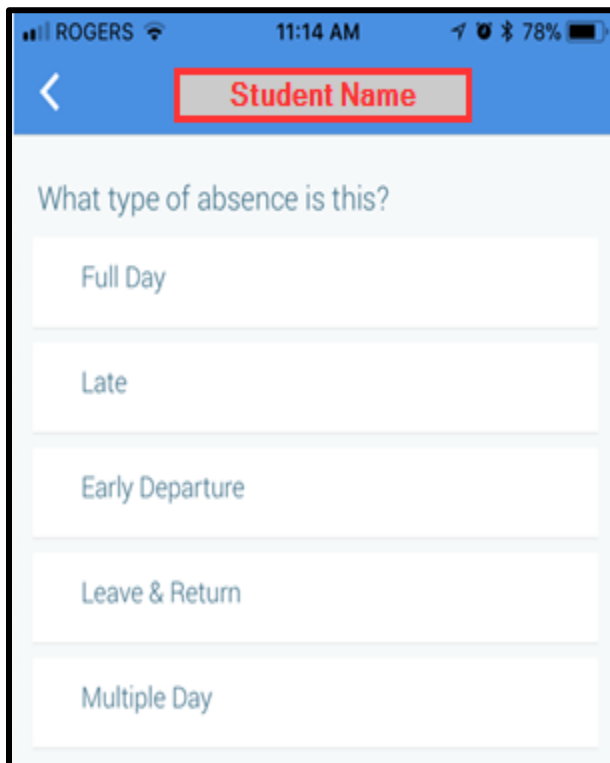 ROGERS 11:14 AM 78%
Student Name
What type of absence is this?
Full Day
Late
Early Departure
Leave & Return
Multiple Day